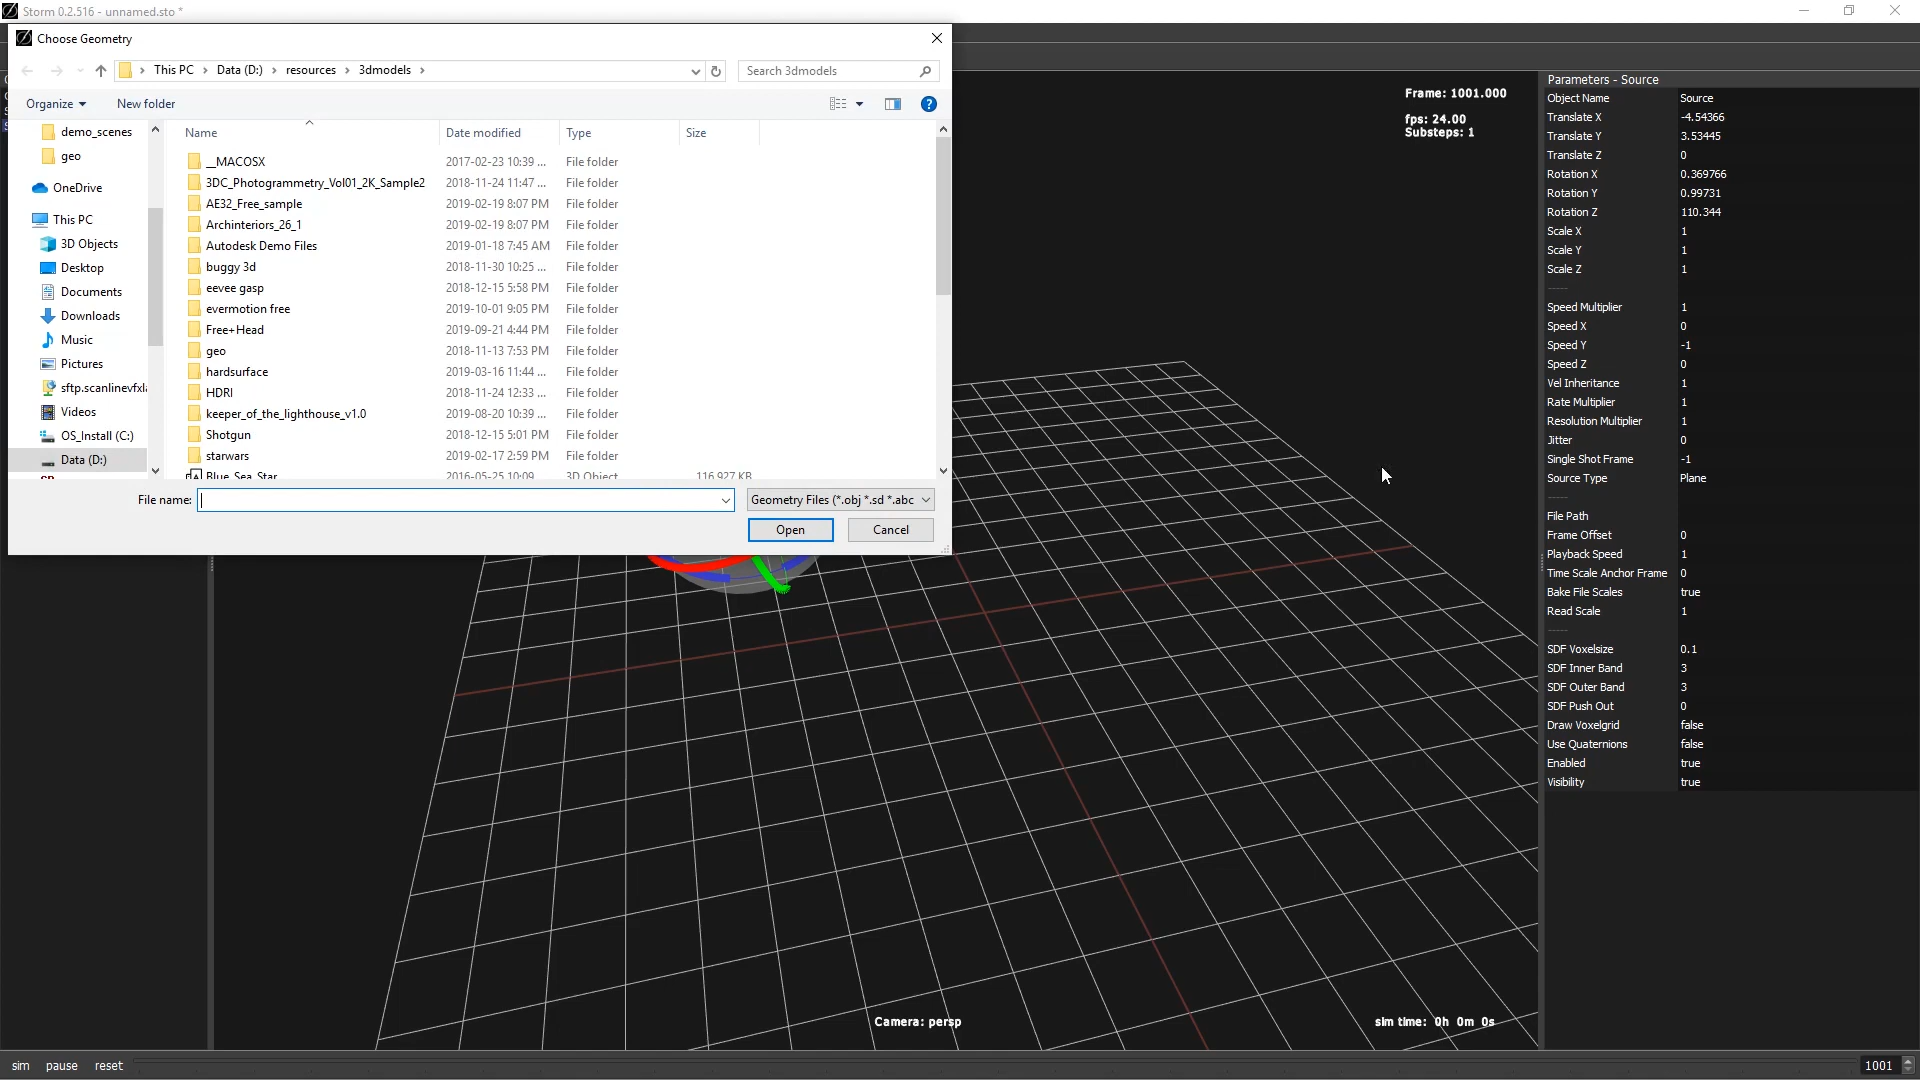 Storm 0.2.516 - unnamed.sto *
Choose Geometry
This PC > Data (D:) > resources > 3dmodels >
Search 3dmodels
Organize
New folder
demo_scenes
geo
OneDrive
This PC
3D Objects
Desktop
Documents
Downloads
Music
Pictures
sftp.scanlinevfxla
Videos
OS_Install (C:)
Data (D:)
Name Date modified Type Size
__MACOSX 2017-02-23 10:39 ... File folder
3DC_Photogrammetry_Vol01_2K_Sample2 2018-11-24 11:47 ... File folder
AE32_Free_sample 2019-02-19 8:07 PM File folder
Archinteriors_26_1 2019-02-19 8:07 PM File folder
Autodesk Demo Files 2019-01-18 7:45 AM File folder
buggy 3d 2018-11-30 10:25 ... File folder
eevee gasp 2018-12-15 5:58 PM File folder
evermotion free 2019-10-01 9:05 PM File folder
Free+Head 2019-09-21 4:44 PM File folder
geo 2018-11-13 7:53 PM File folder
hardsurface 2019-03-16 11:44 ... File folder
HDRI 2018-11-24 12:33 ... File folder
keeper_of_the_lighthouse_v1.0 2019-08-20 10:39 ... File folder
Shotgun 2018-12-15 5:01 PM File folder
starwars 2019-02-17 2:59 PM File folder
Blue_Sea_Star 2016-05-25 10:09 3D Object 116,927 KB
File name:
Geometry Files (*.obj *.sd *.abc
Open
Cancel
Frame: 1001.000
fps: 24.00
Substeps: 1
Camera: persp
sim time: 0h 0m 0s
Parameters - Source
Object Name Source
Translate X -4.54366
Translate Y 3.53445
Translate Z 0
Rotation X 0.369766
Rotation Y 0.99731
Rotation Z 110.344
Scale X 1
Scale Y 1
Scale Z 1
-----
Speed Multiplier 1
Speed X 0
Speed Y -1
Speed Z 0
Vel Inheritance 1
Rate Multiplier 1
Resolution Multiplier 1
Jitter 0
Single Shot Frame -1
Source Type Plane
-----
File Path
Frame Offset 0
Playback Speed 1
Time Scale Anchor Frame 0
Bake File Scales true
Read Scale 1
-----
SDF Voxelsize 0.1
SDF Inner Band 3
SDF Outer Band 3
SDF Push Out 0
Draw Voxelgrid false
Use Quaternions false
Enabled true
Visibility true
sim pause reset
1001